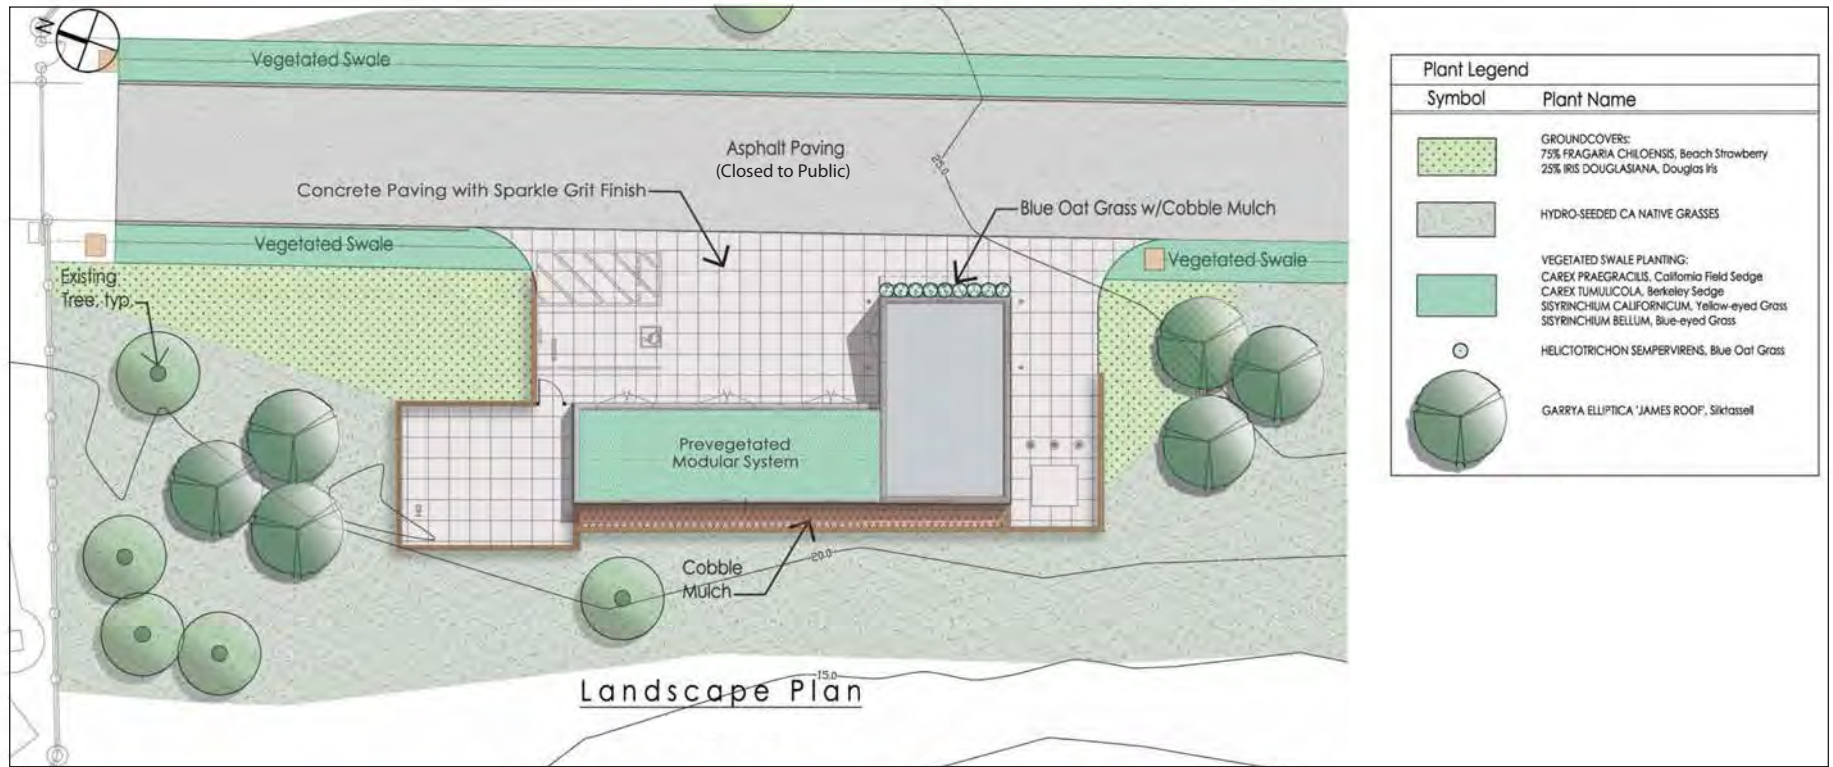 N
Vegetated Swale
Asphalt Paving
(Closed to Public)
25.0
Concrete Paving with Sparkle Grit Finish
Blue Oat Grass w/Cobble Mulch
Vegetated Swale
Vegetated Swale
Existing
Tree, typ.
Prevegetated
Modular System
Cobble
Mulch
20.0
15.0
Landscape Plan
Plant Legend
Symbol Plant Name
GROUNDCOVERs:
75% FRAGARIA CHILOENSIS, Beach Strawberry
25% IRIS DOUGLASIANA, Douglas Iris
HYDRO-SEEDED CA NATIVE GRASSES
VEGETATED SWALE PLANTING:
CAREX PRAEGRACILIS, California Field Sedge
CAREX TUMULICOLA, Berkeley Sedge
SISYRINCHIUM CALIFORNICUM, Yellow-eyed Grass
SISYRINCHIUM BELLUM, Blue-eyed Grass
HELICTOTRICHON SEMPERVIRENS, Blue Oat Grass
GARRYA ELLIPTICA 'JAMES ROOF', Silktassell